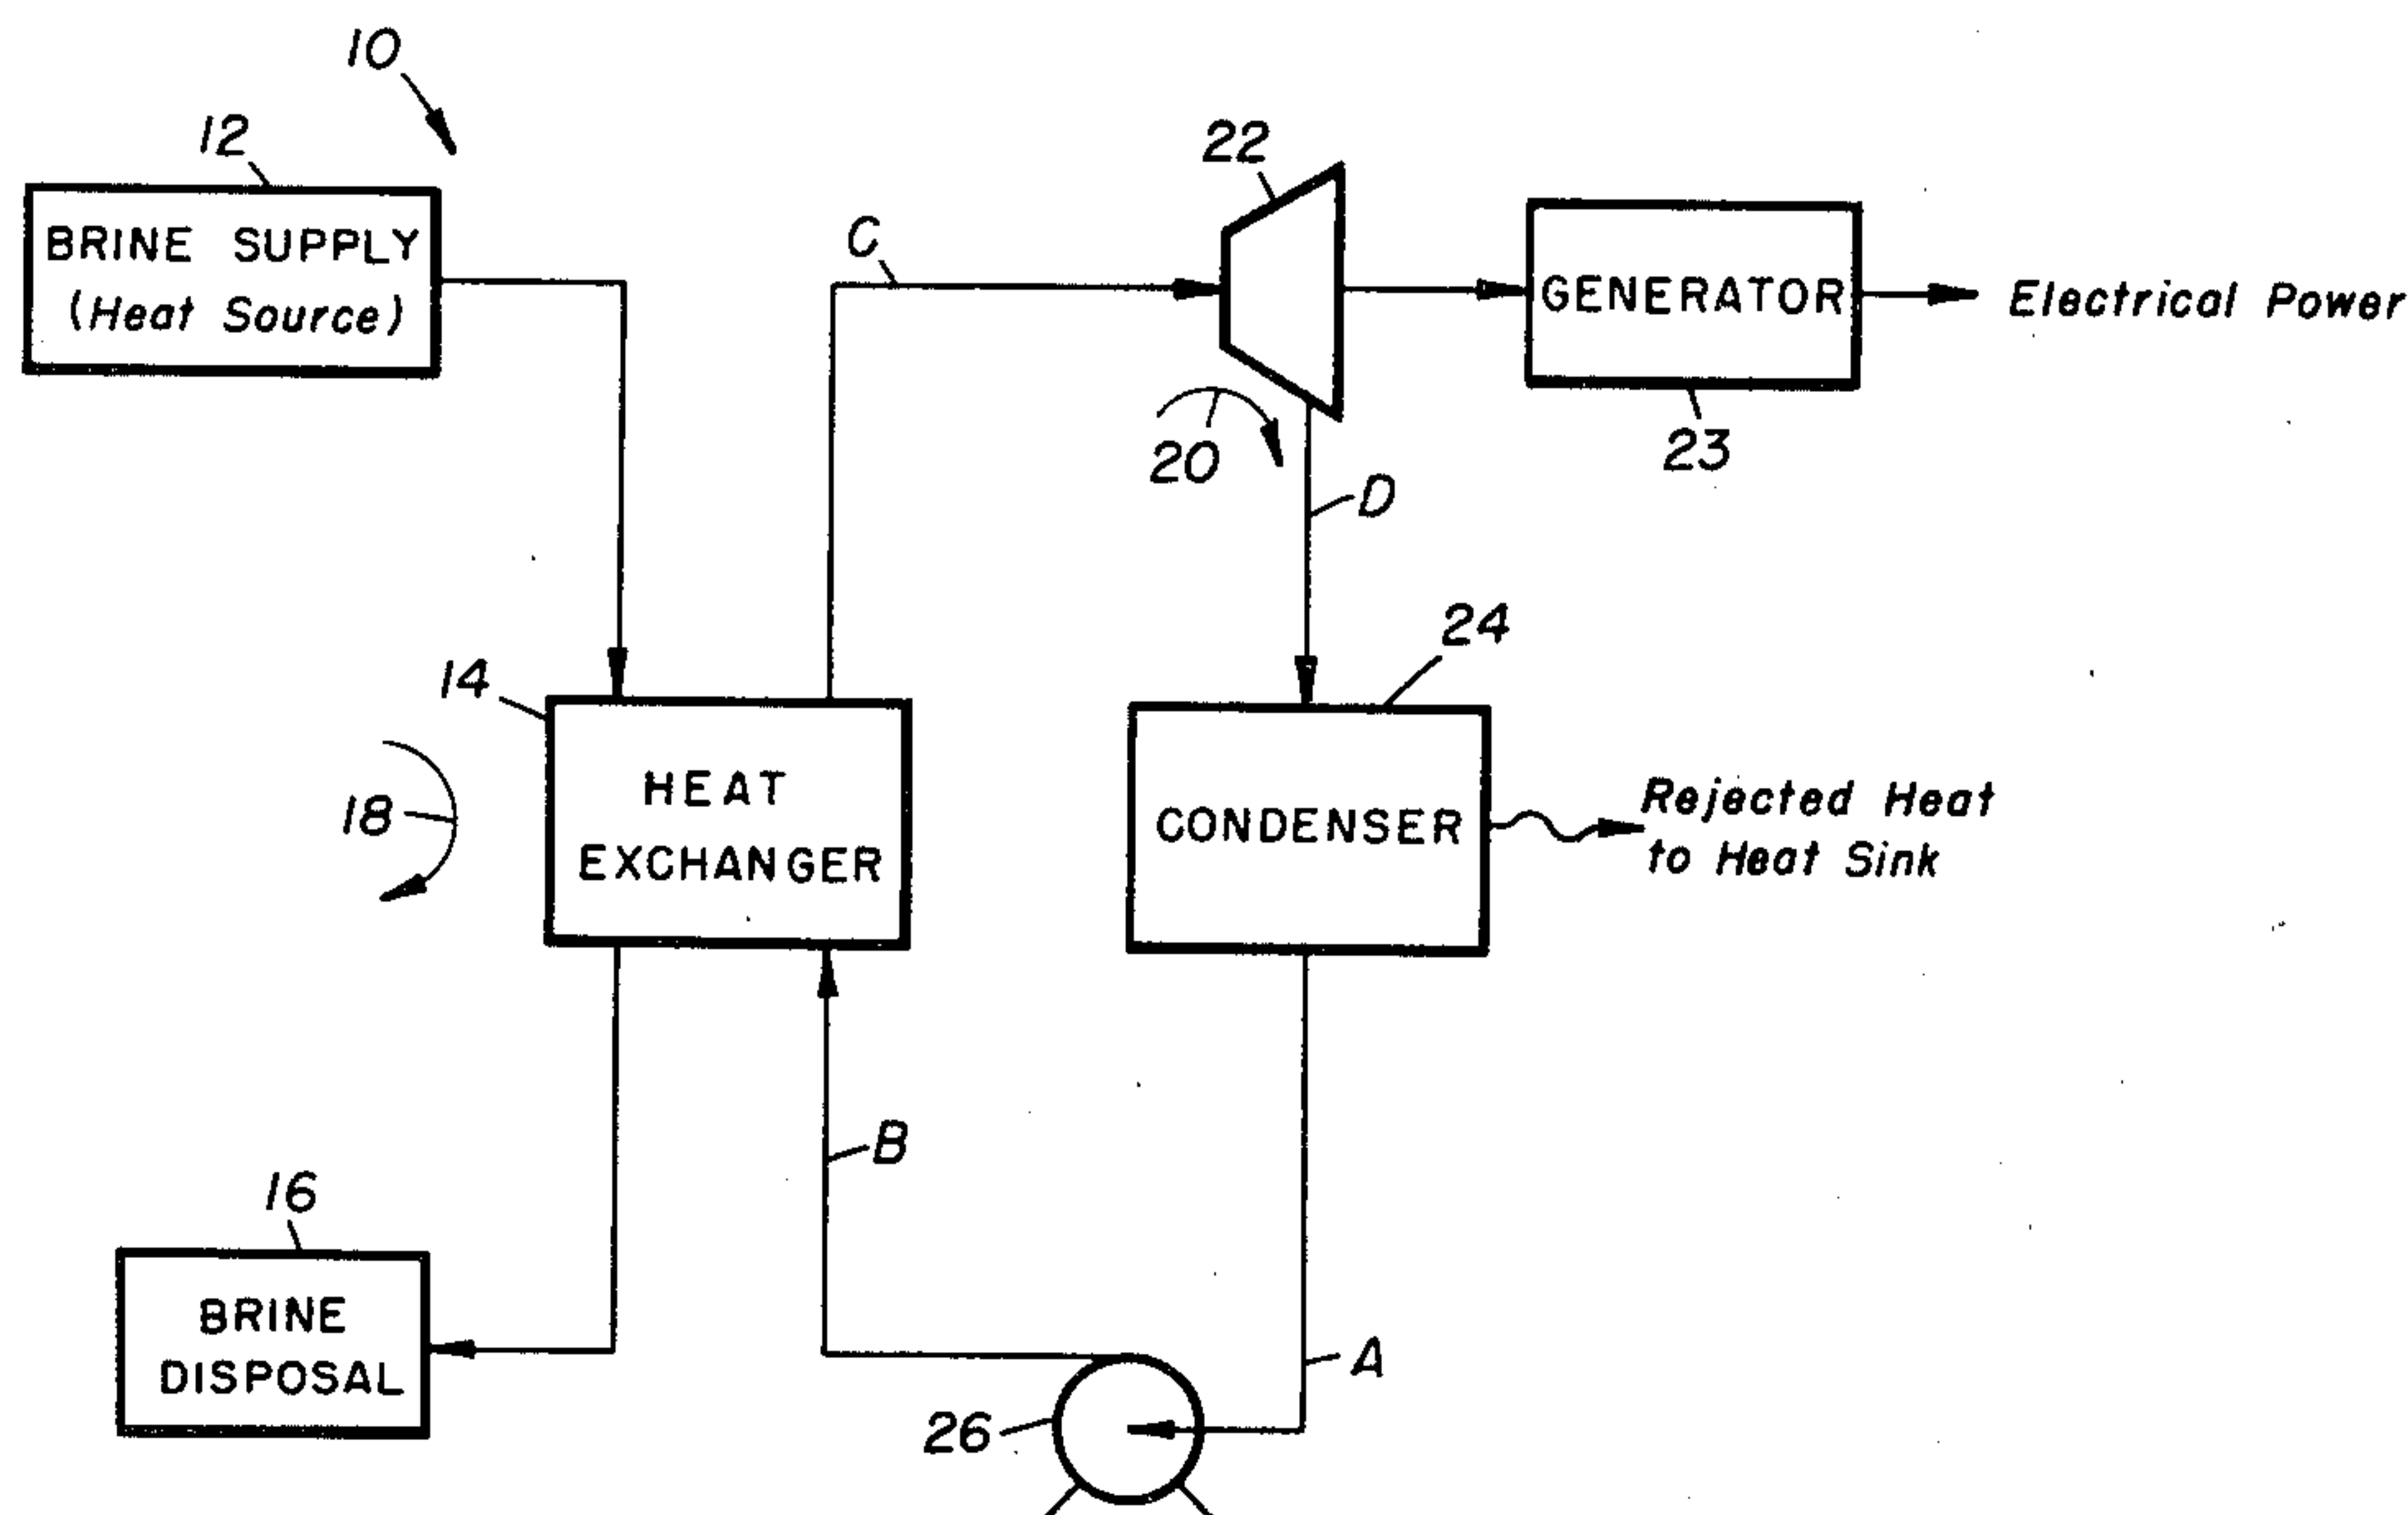 10
12
BRINE SUPPLY
(Heat Source)
C
22
GENERATOR
Electrical Power
20
23
D
14
24
HEAT
EXCHANGER
18
CONDENSER
Rejected Heat
to Heat Sink
B
16
BRINE
DISPOSAL
A
26